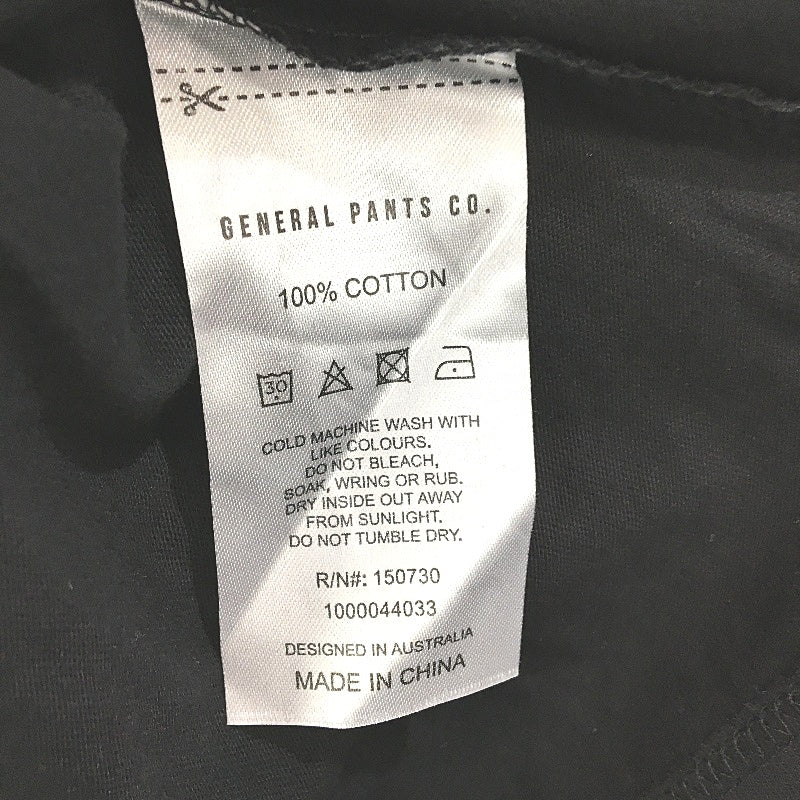 GENERAL PANTS CO.
100% COTTON
30
COLD MACHINE WASH WITH
LIKE COLOURS.
DO NOT BLEACH,
SOAK, WRING OR RUB.
DRY INSIDE OUT AWAY
FROM SUNLIGHT.
DO NOT TUMBLE DRY.
R/N#: 150730
1000044033
DESIGNED IN AUSTRALIA
MADE IN CHINA